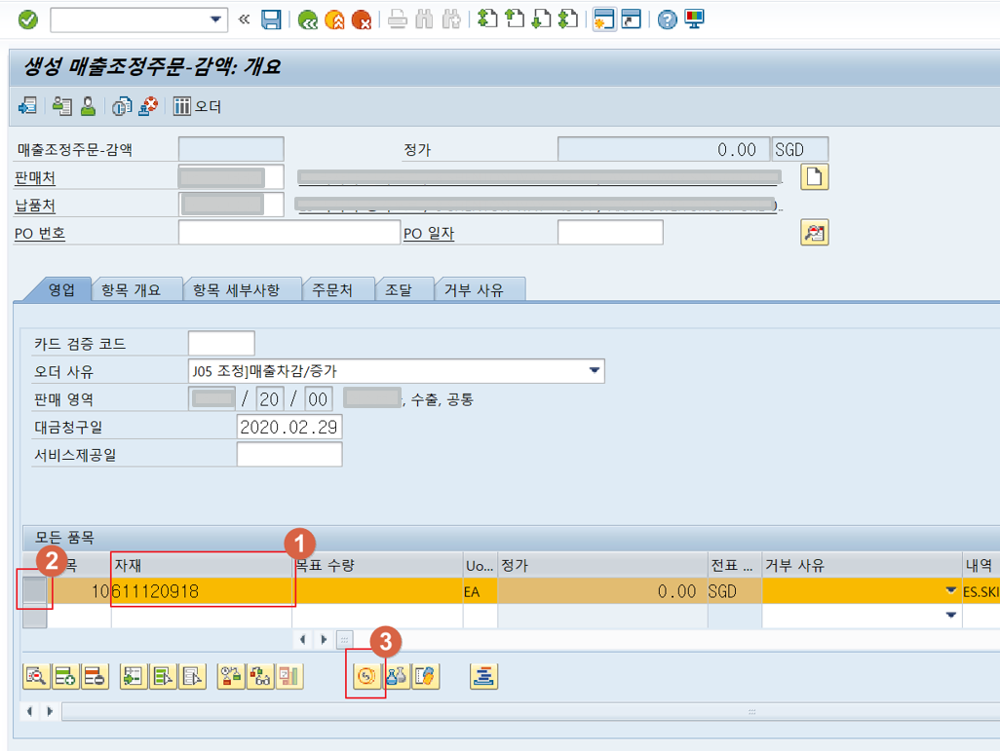 생성 매출조정주문-감액: 개요
오더
매출조정주문-감액 정가 0.00 SGD
판매처
납품처
PO 번호 PO 일자
영업 항목 개요 항목 세부사항 주문처 조달 거부 사유
카드 검증 코드
오더 사유 J05 조정]매출차감/증가
판매 영역 / 20 / 00 , 수출, 공통
대금청구일 2020.02.29
서비스제공일
모든 품목
1
2
목 자재 목표 수량 Uo... 정가 전표 ... 거부 사유 내역
10 611120918 EA 0.00 SGD ES.SKI
3